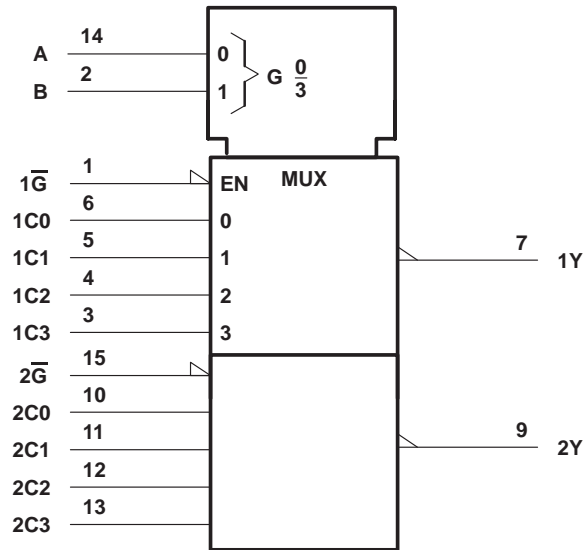 A 14 0
B 2 1
G 0/3
1G̅ 1 EN MUX
1C0 6 0
1C1 5 1
1C2 4 2
1C3 3 3
7 1Y
2G̅ 15
2C0 10
2C1 11
2C2 12
2C3 13
9 2Y